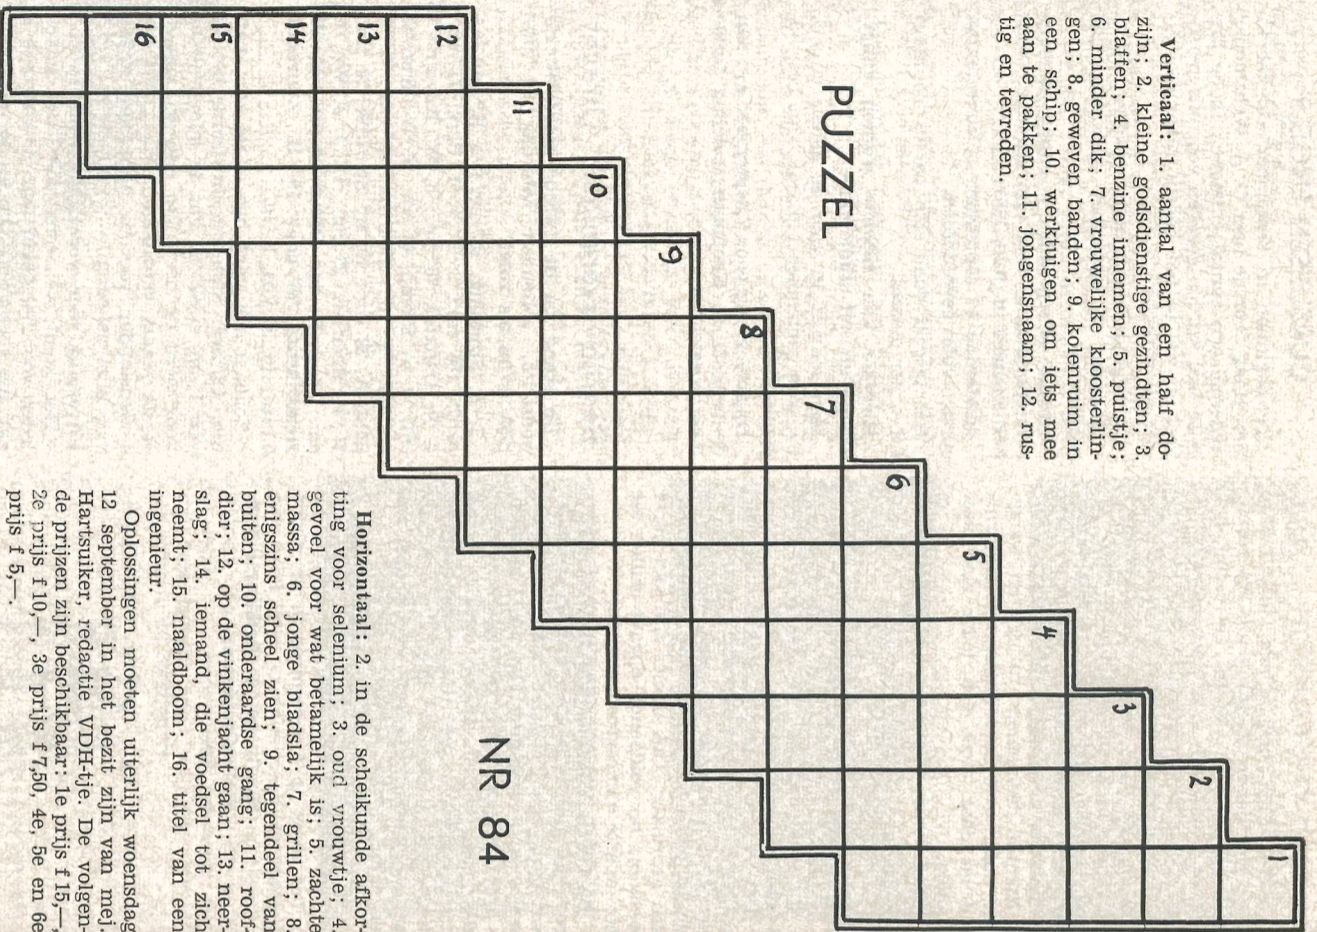 Verticaal: 1. aantal van een half do-
zijn; 2. kleine godsdienstige gezindten; 3.
blaffen; 4. benzine innemen; 5. puistje;
6. minder dik; 7. vrouwelijke kloosterlin-
gen; 8. geweven banden; 9. kolenruim in
een schip; 10. werktuigen om iets mee
aan te pakken; 11. jongensnaam; 12. rus-
tig en tevreden.
PUZZEL
NR 84
1
2
3
4
5
6
7
8
9
10
11
12
13
14
15
16
Horizontaal: 2. in de scheikunde afkor-
ting voor selenium; 3. oud vrouwtje; 4.
gevoel voor wat betamelijk is; 5. zachte
massa; 6. jonge bladsla; 7. grillen; 8.
enigszins scheel zien; 9. tegendeel van
buiten; 10. onderaardse gang; 11. roof-
dier; 12. op de vinkenjacht gaan; 13. neer-
slag; 14. iemand, die voedsel tot zich
neemt; 15. naaldboom; 16. titel van een
ingenieur.
Oplossingen moeten uiterlijk woensdag
12 september in het bezit zijn van mej.
Hartsuiker, redactie VDH-tje. De volgen-
de prijzen zijn beschikbaar: 1e prijs f 15,—,
2e prijs f 10,—, 3e prijs f 7,50, 4e, 5e en 6e
prijs f 5,—.